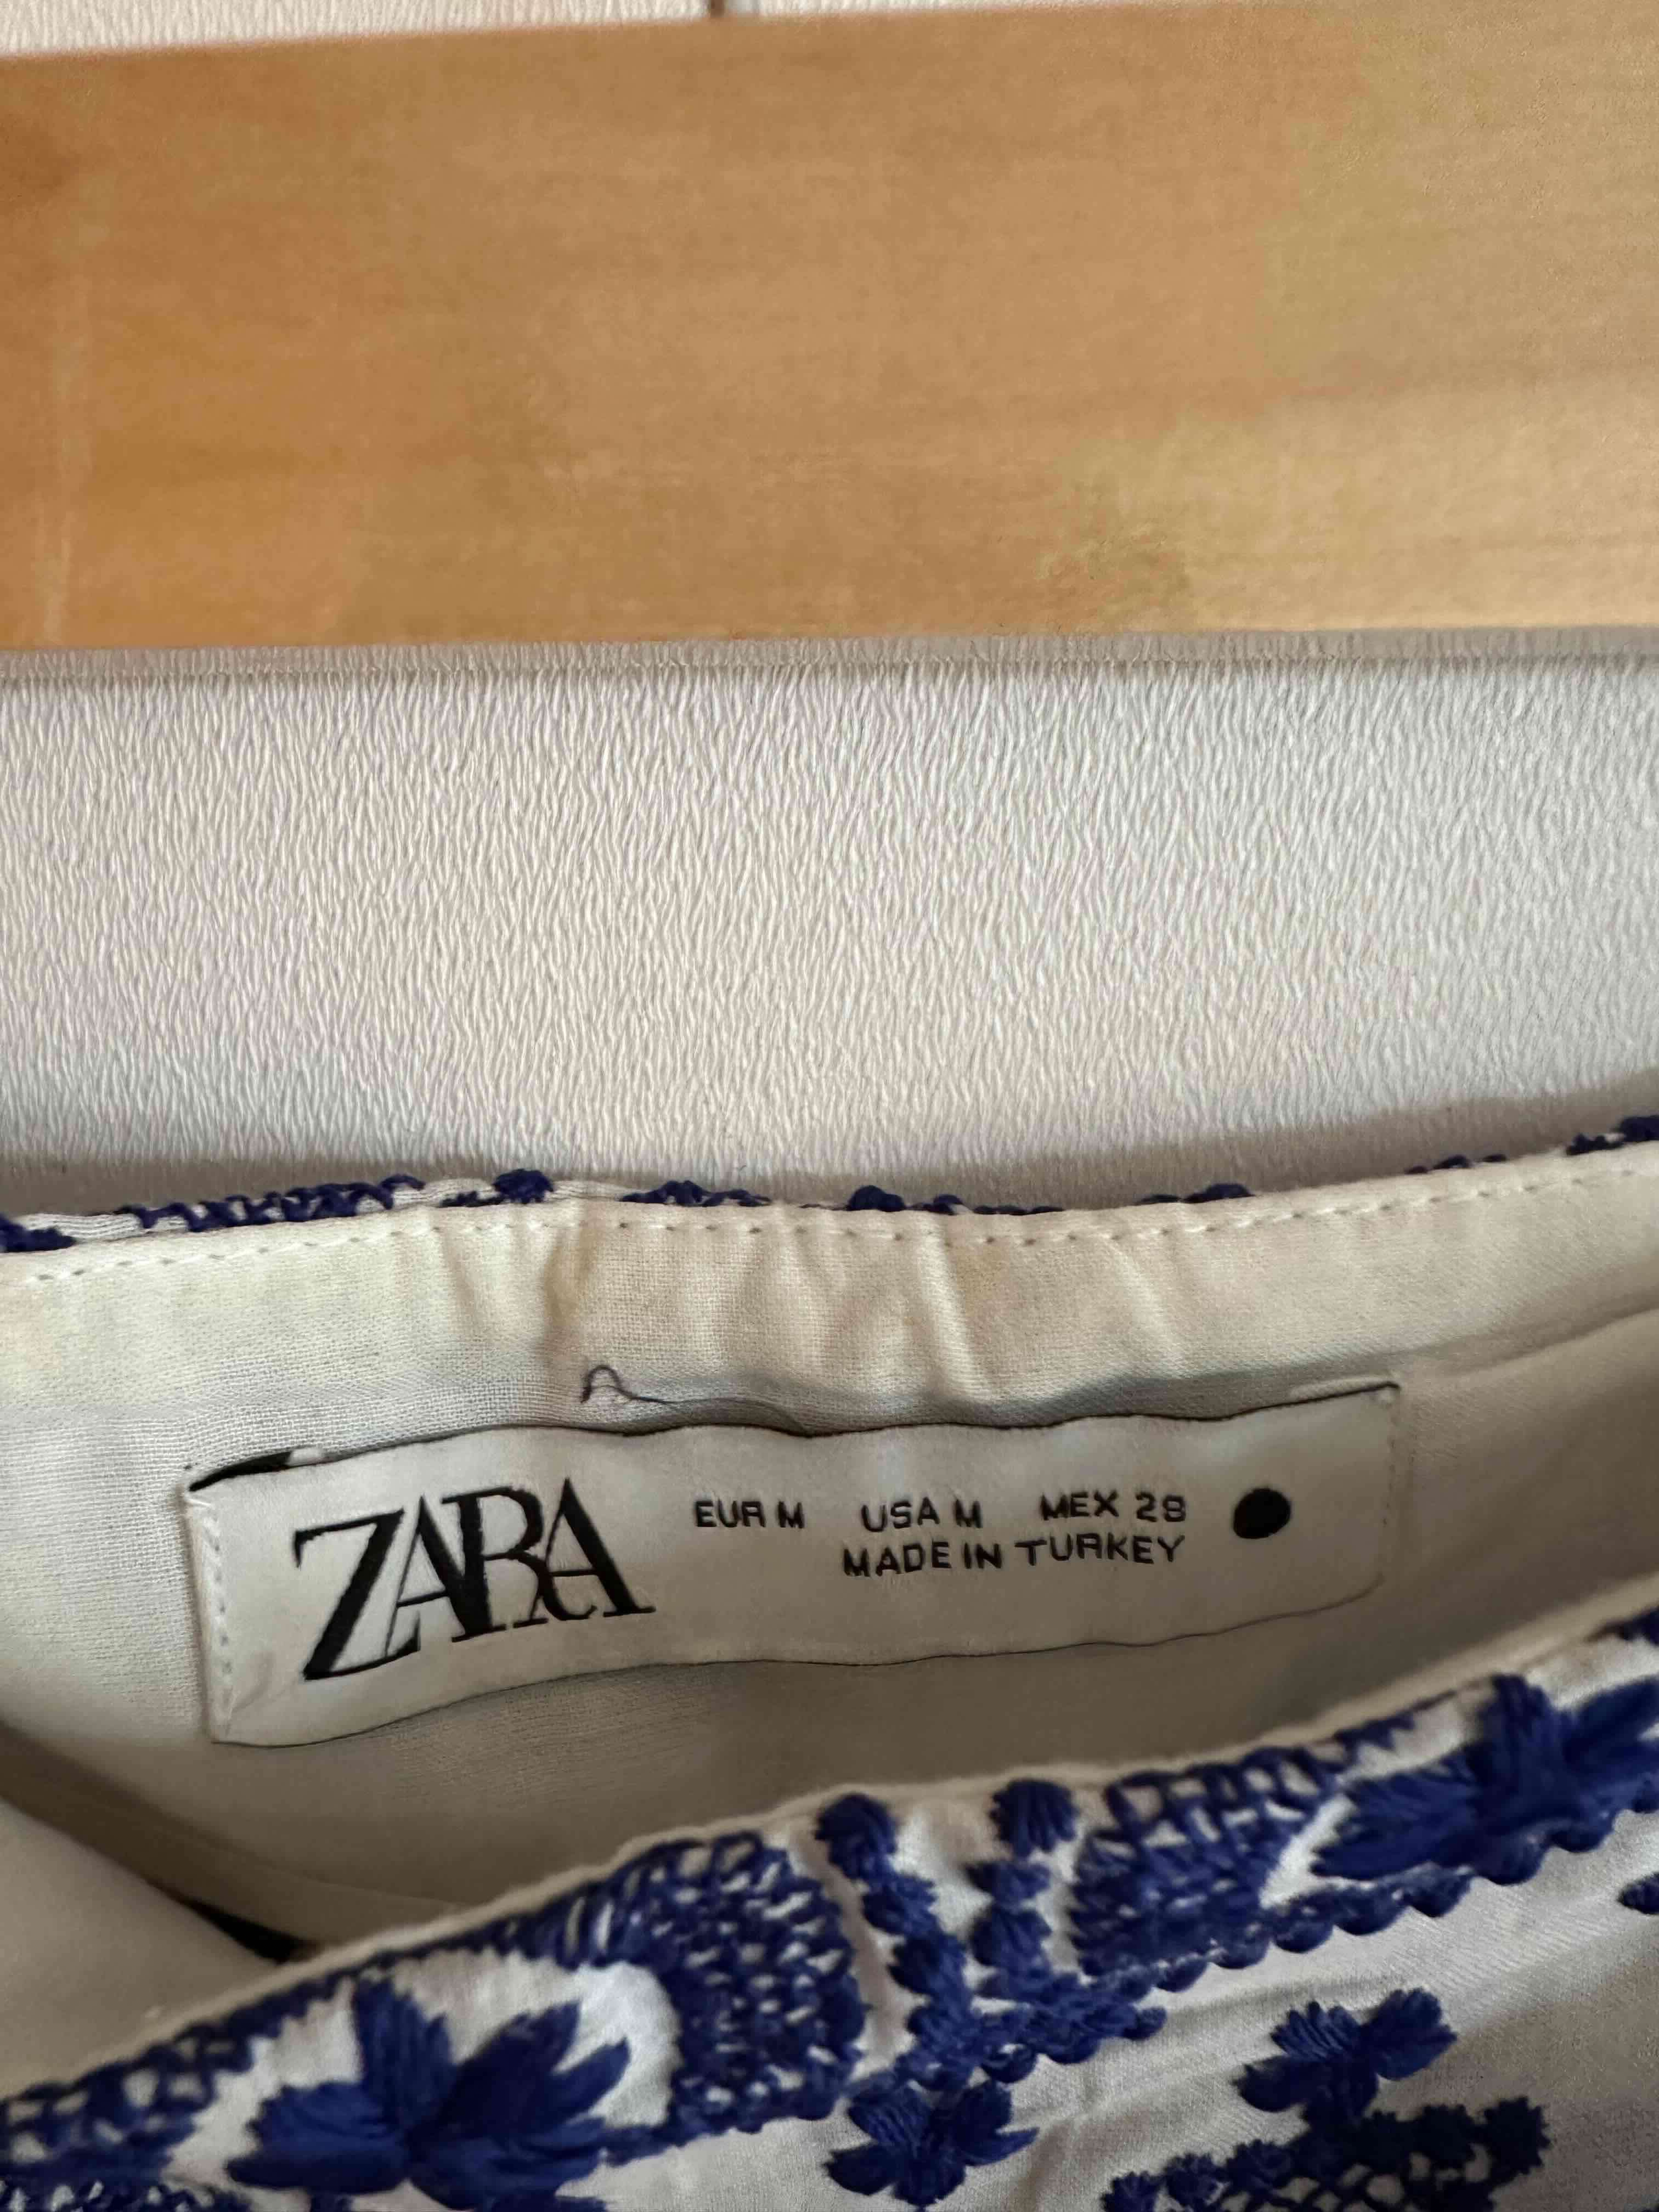 ZARA
EUR M USA M MEX 28
MADE IN TURKEY